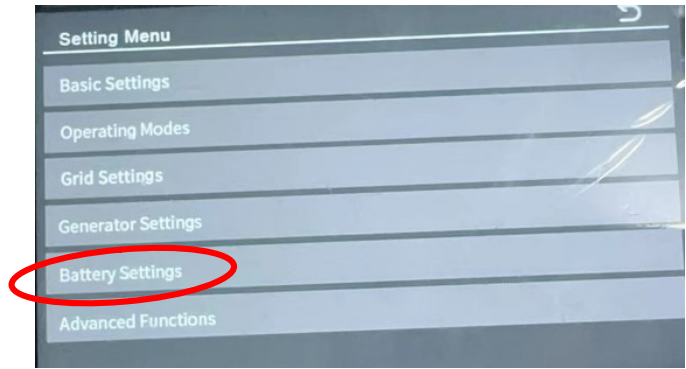 Setting Menu
Basic Settings
Operating Modes
Grid Settings
Generator Settings
Battery Settings
Advanced Functions